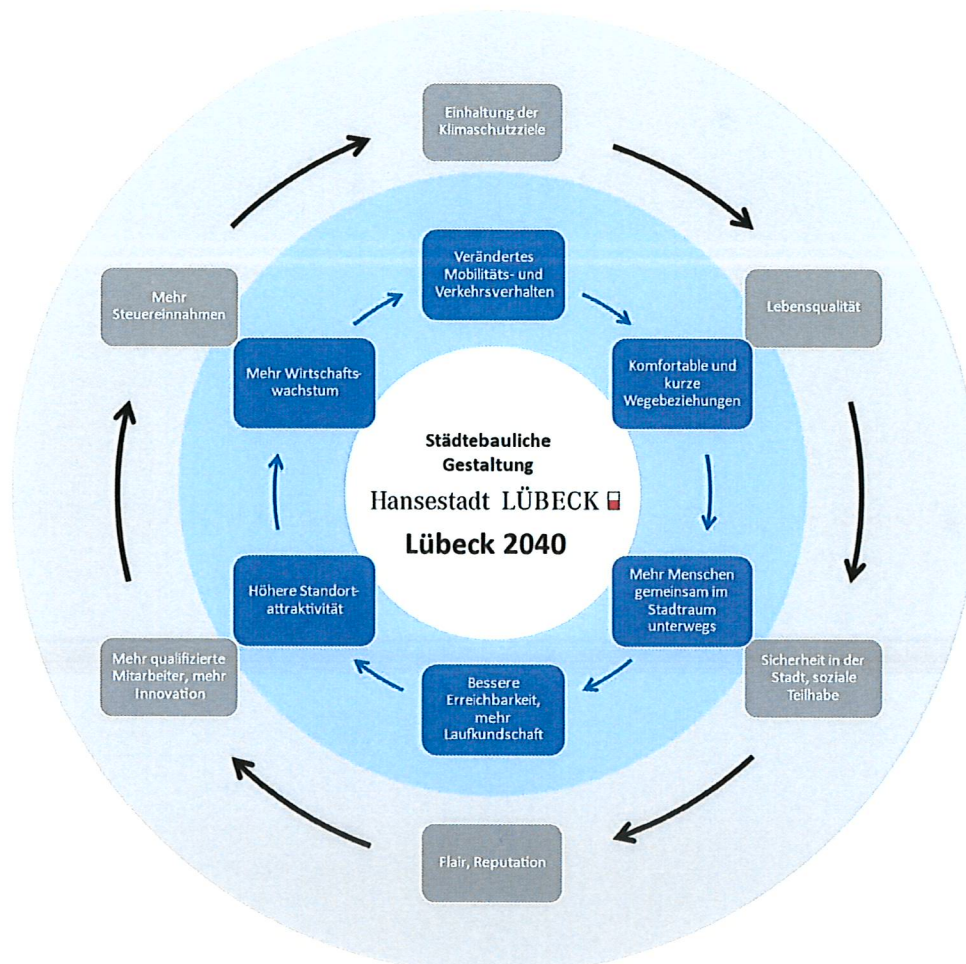 Einhaltung der
Klimaschutzziele
Verändertes
Mobilitäts- und
Verkehrsverhalten
Mehr
Steuereinnahmen
Lebensqualität
Mehr Wirtschafts-
wachstum
Komfortable und
kurze
Wegebeziehungen
Städtebauliche
Gestaltung
Hansestadt LÜBECK
Lübeck 2040
Höhere Standort-
attraktivität
Mehr Menschen
gemeinsam im
Stadtraum
unterwegs
Mehr qualifizierte
Mitarbeiter, mehr
Innovation
Bessere
Erreichbarkeit,
mehr
Laufkundschaft
Sicherheit in der
Stadt, soziale
Teilhabe
Flair, Reputation